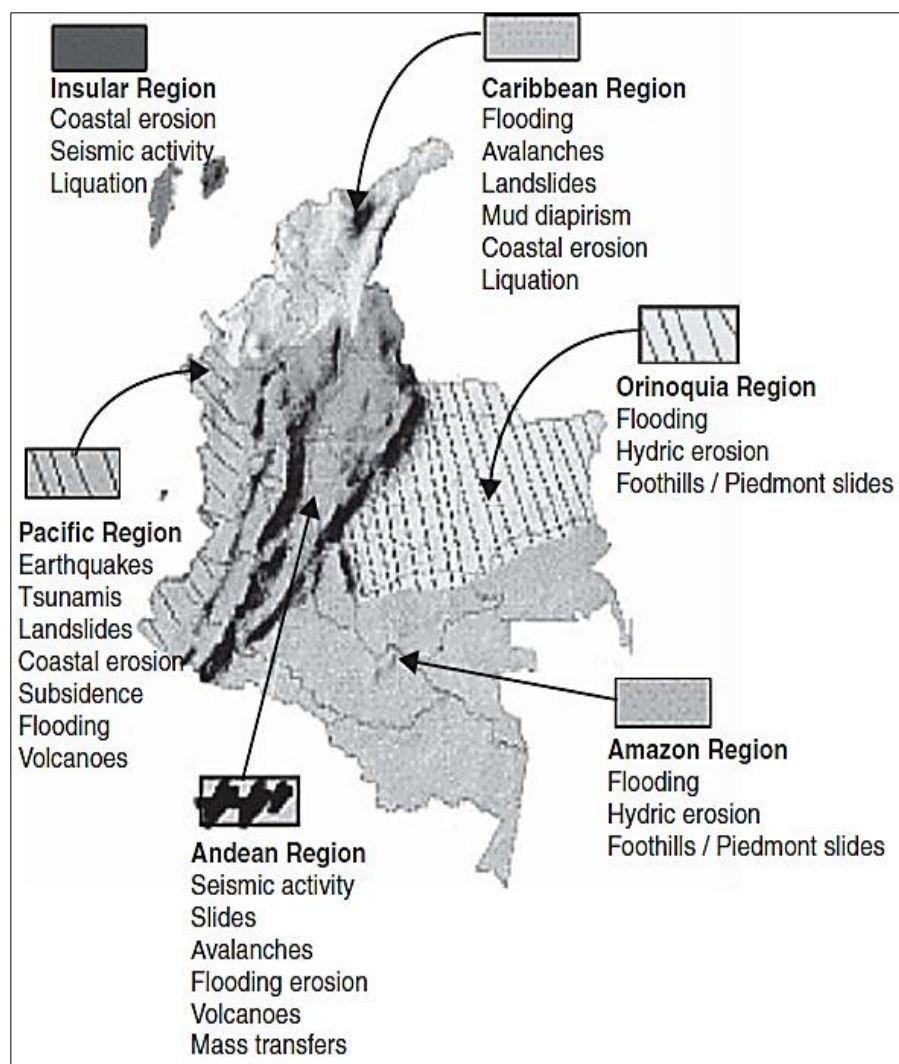 Insular Region
Coastal erosion
Seismic activity
Liquation
Caribbean Region
Flooding
Avalanches
Landslides
Mud diapirism
Coastal erosion
Liquation
Orinoquia Region
Flooding
Hydric erosion
Foothills / Piedmont slides
Pacific Region
Earthquakes
Tsunamis
Landslides
Coastal erosion
Subsidence
Flooding
Volcanoes
Amazon Region
Flooding
Hydric erosion
Foothills / Piedmont slides
Andean Region
Seismic activity
Slides
Avalanches
Flooding erosion
Volcanoes
Mass transfers